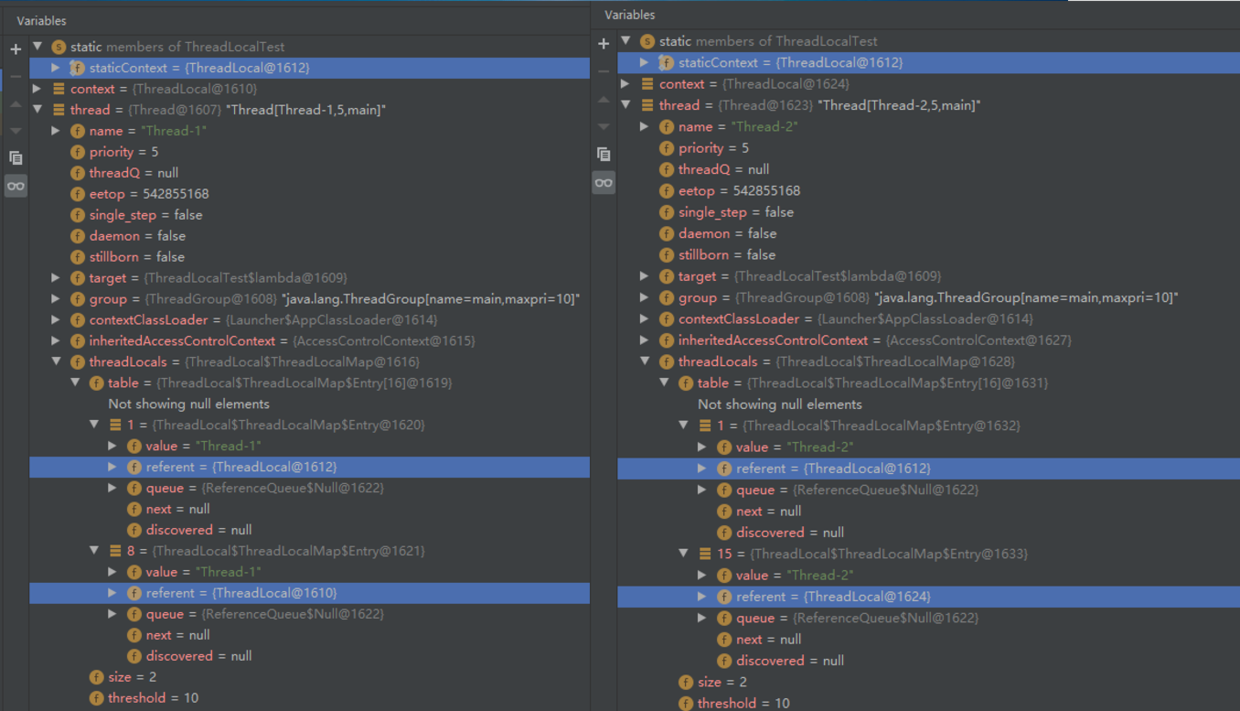 Variables
static members of ThreadLocalTest
staticContext = {ThreadLocal@1612}
context = {ThreadLocal@1610}
thread = {Thread@1607} "Thread[Thread-1,5,main]"
name = "Thread-1"
priority = 5
threadQ = null
eetop = 542855168
single_step = false
daemon = false
stillborn = false
target = {ThreadLocalTest$lambda@1609}
group = {ThreadGroup@1608} "java.lang.ThreadGroup[name=main,maxpri=10]"
contextClassLoader = {Launcher$AppClassLoader@1614}
inheritedAccessControlContext = {AccessControlContext@1615}
threadLocals = {ThreadLocal$ThreadLocalMap@1616}
table = {ThreadLocal$ThreadLocalMap$Entry[16]@1619}
Not showing null elements
1 = {ThreadLocal$ThreadLocalMap$Entry@1620}
value = "Thread-1"
referent = {ThreadLocal@1612}
queue = {ReferenceQueue$Null@1622}
next = null
discovered = null
8 = {ThreadLocal$ThreadLocalMap$Entry@1621}
value = "Thread-1"
referent = {ThreadLocal@1610}
queue = {ReferenceQueue$Null@1622}
next = null
discovered = null
size = 2
threshold = 10
Variables
static members of ThreadLocalTest
staticContext = {ThreadLocal@1612}
context = {ThreadLocal@1624}
thread = {Thread@1623} "Thread[Thread-2,5,main]"
name = "Thread-2"
priority = 5
threadQ = null
eetop = 542855168
single_step = false
daemon = false
stillborn = false
target = {ThreadLocalTest$lambda@1609}
group = {ThreadGroup@1608} "java.lang.ThreadGroup[name=main,maxpri=10]"
contextClassLoader = {Launcher$AppClassLoader@1614}
inheritedAccessControlContext = {AccessControlContext@1627}
threadLocals = {ThreadLocal$ThreadLocalMap@1628}
table = {ThreadLocal$ThreadLocalMap$Entry[16]@1631}
Not showing null elements
1 = {ThreadLocal$ThreadLocalMap$Entry@1632}
value = "Thread-2"
referent = {ThreadLocal@1612}
queue = {ReferenceQueue$Null@1622}
next = null
discovered = null
15 = {ThreadLocal$ThreadLocalMap$Entry@1633}
value = "Thread-2"
referent = {ThreadLocal@1624}
queue = {ReferenceQueue$Null@1622}
next = null
discovered = null
size = 2
threshold = 10